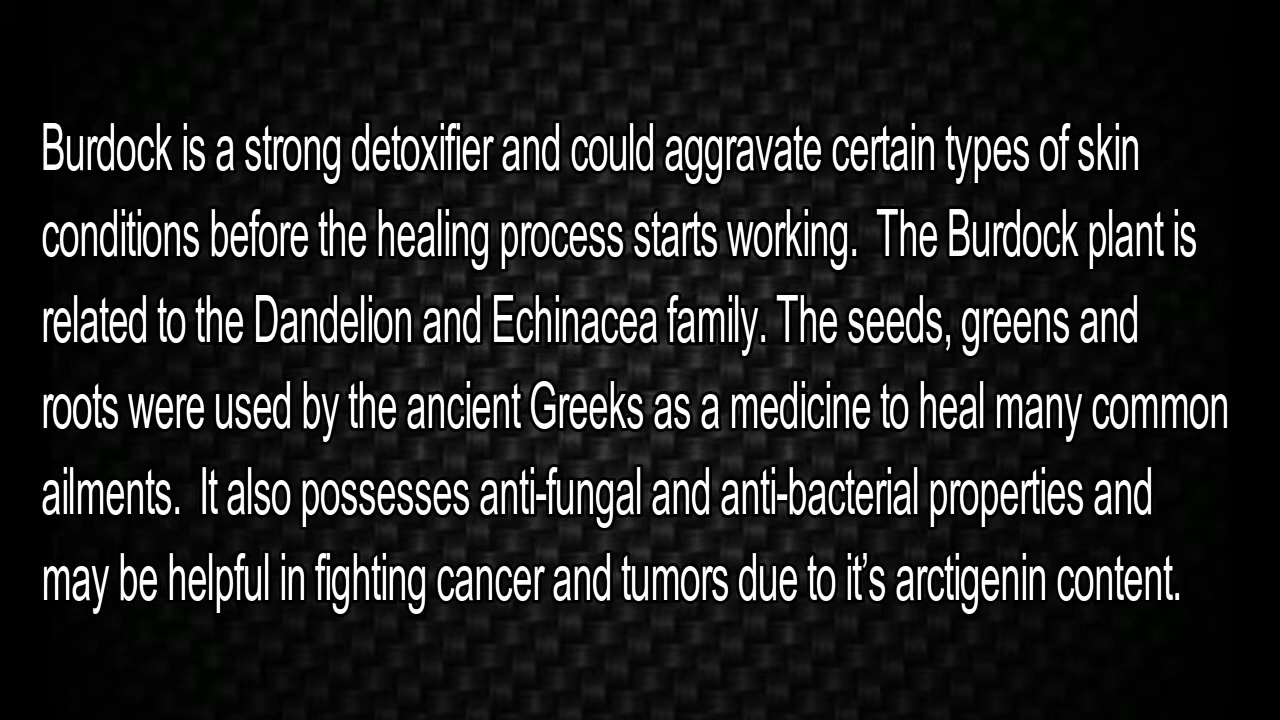 Burdock is a strong detoxifier and could aggravate certain types of skin
conditions before the healing process starts working.  The Burdock plant is
related to the Dandelion and Echinacea family. The seeds, greens and
roots were used by the ancient Greeks as a medicine to heal many common
ailments.  It also possesses anti-fungal and anti-bacterial properties and
may be helpful in fighting cancer and tumors due to it’s arctigenin content.